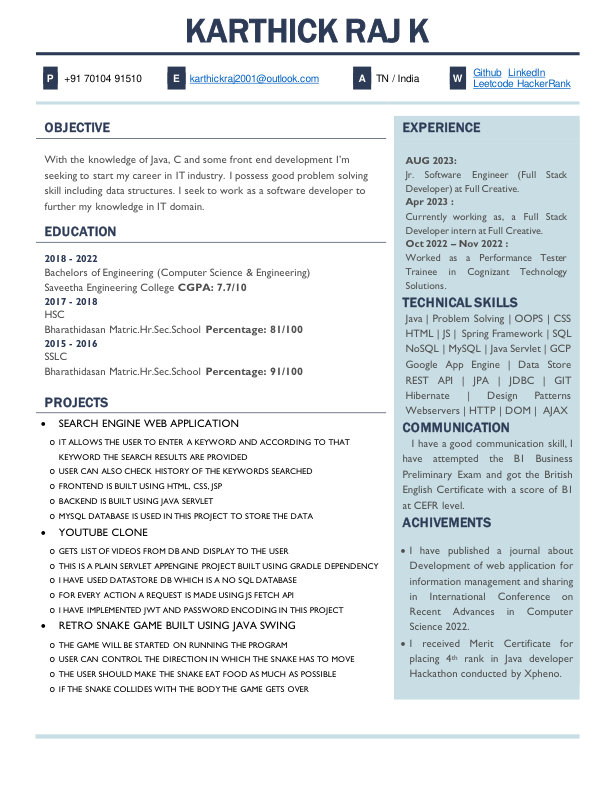 KARTHICK RAJ K
P +91 70104 91510 E karthickraj2001@outlook.com A TN / India W Github LinkedIn
Leetcode HackerRank
OBJECTIVE
With the knowledge of Java, C and some front end development I'm
seeking to start my career in IT industry. I possess good problem solving
skill including data structures. I seek to work as a software developer to
further my knowledge in IT domain.
EDUCATION
2018 - 2022
Bachelors of Engineering (Computer Science & Engineering)
Saveetha Engineering College CGPA: 7.7/10
2017 - 2018
HSC
Bharathidasan Matric.Hr.Sec.School Percentage: 81/100
2015 - 2016
SSLC
Bharathidasan Matric.Hr.Sec.School Percentage: 91/100
PROJECTS
• SEARCH ENGINE WEB APPLICATION
o IT ALLOWS THE USER TO ENTER A KEYWORD AND ACCORDING TO THAT
KEYWORD THE SEARCH RESULTS ARE PROVIDED
o USER CAN ALSO CHECK HISTORY OF THE KEYWORDS SEARCHED
o FRONTEND IS BUILT USING HTML, CSS, JSP
o BACKEND IS BUILT USING JAVA SERVLET
o MYSQL DATABASE IS USED IN THIS PROJECT TO STORE THE DATA
• YOUTUBE CLONE
o GETS LIST OF VIDEOS FROM DB AND DISPLAY TO THE USER
o THIS IS A PLAIN SERVLET APPENGINE PROJECT BUILT USING GRADLE DEPENDENCY
o I HAVE USED DATASTORE DB WHICH IS A NO SQL DATABASE
o FOR EVERY ACTION A REQUEST IS MADE USING JS FETCH API
o I HAVE IMPLEMENTED JWT AND PASSWORD ENCODING IN THIS PROJECT
• RETRO SNAKE GAME BUILT USING JAVA SWING
o THE GAME WILL BE STARTED ON RUNNING THE PROGRAM
o USER CAN CONTROL THE DIRECTION IN WHICH THE SNAKE HAS TO MOVE
o THE USER SHOULD MAKE THE SNAKE EAT FOOD AS MUCH AS POSSIBLE
o IF THE SNAKE COLLIDES WITH THE BODY THE GAME GETS OVER
EXPERIENCE
AUG 2023:
Jr. Software Engineer (Full Stack
Developer) at Full Creative.
Apr 2023 :
Currently working as, a Full Stack
Developer intern at Full Creative.
Oct 2022 – Nov 2022 :
Worked as a Performance Tester
Trainee in Cognizant Technology
Solutions.
TECHNICAL SKILLS
Java | Problem Solving | OOPS | CSS
HTML | JS | Spring Framework | SQL
NoSQL | MySQL | Java Servlet | GCP
Google App Engine | Data Store
REST API | JPA | JDBC | GIT
Hibernate | Design Patterns
Webservers | HTTP | DOM | AJAX
COMMUNICATION
I have a good communication skill, I
have attempted the B1 Business
Preliminary Exam and got the British
English Certificate with a score of B1
at CEFR level.
ACHIVEMENTS
• I have published a journal about
Development of web application for
information management and sharing
in International Conference on
Recent Advances in Computer
Science 2022.
• I received Merit Certificate for
placing 4th rank in Java developer
Hackathon conducted by Xpheno.